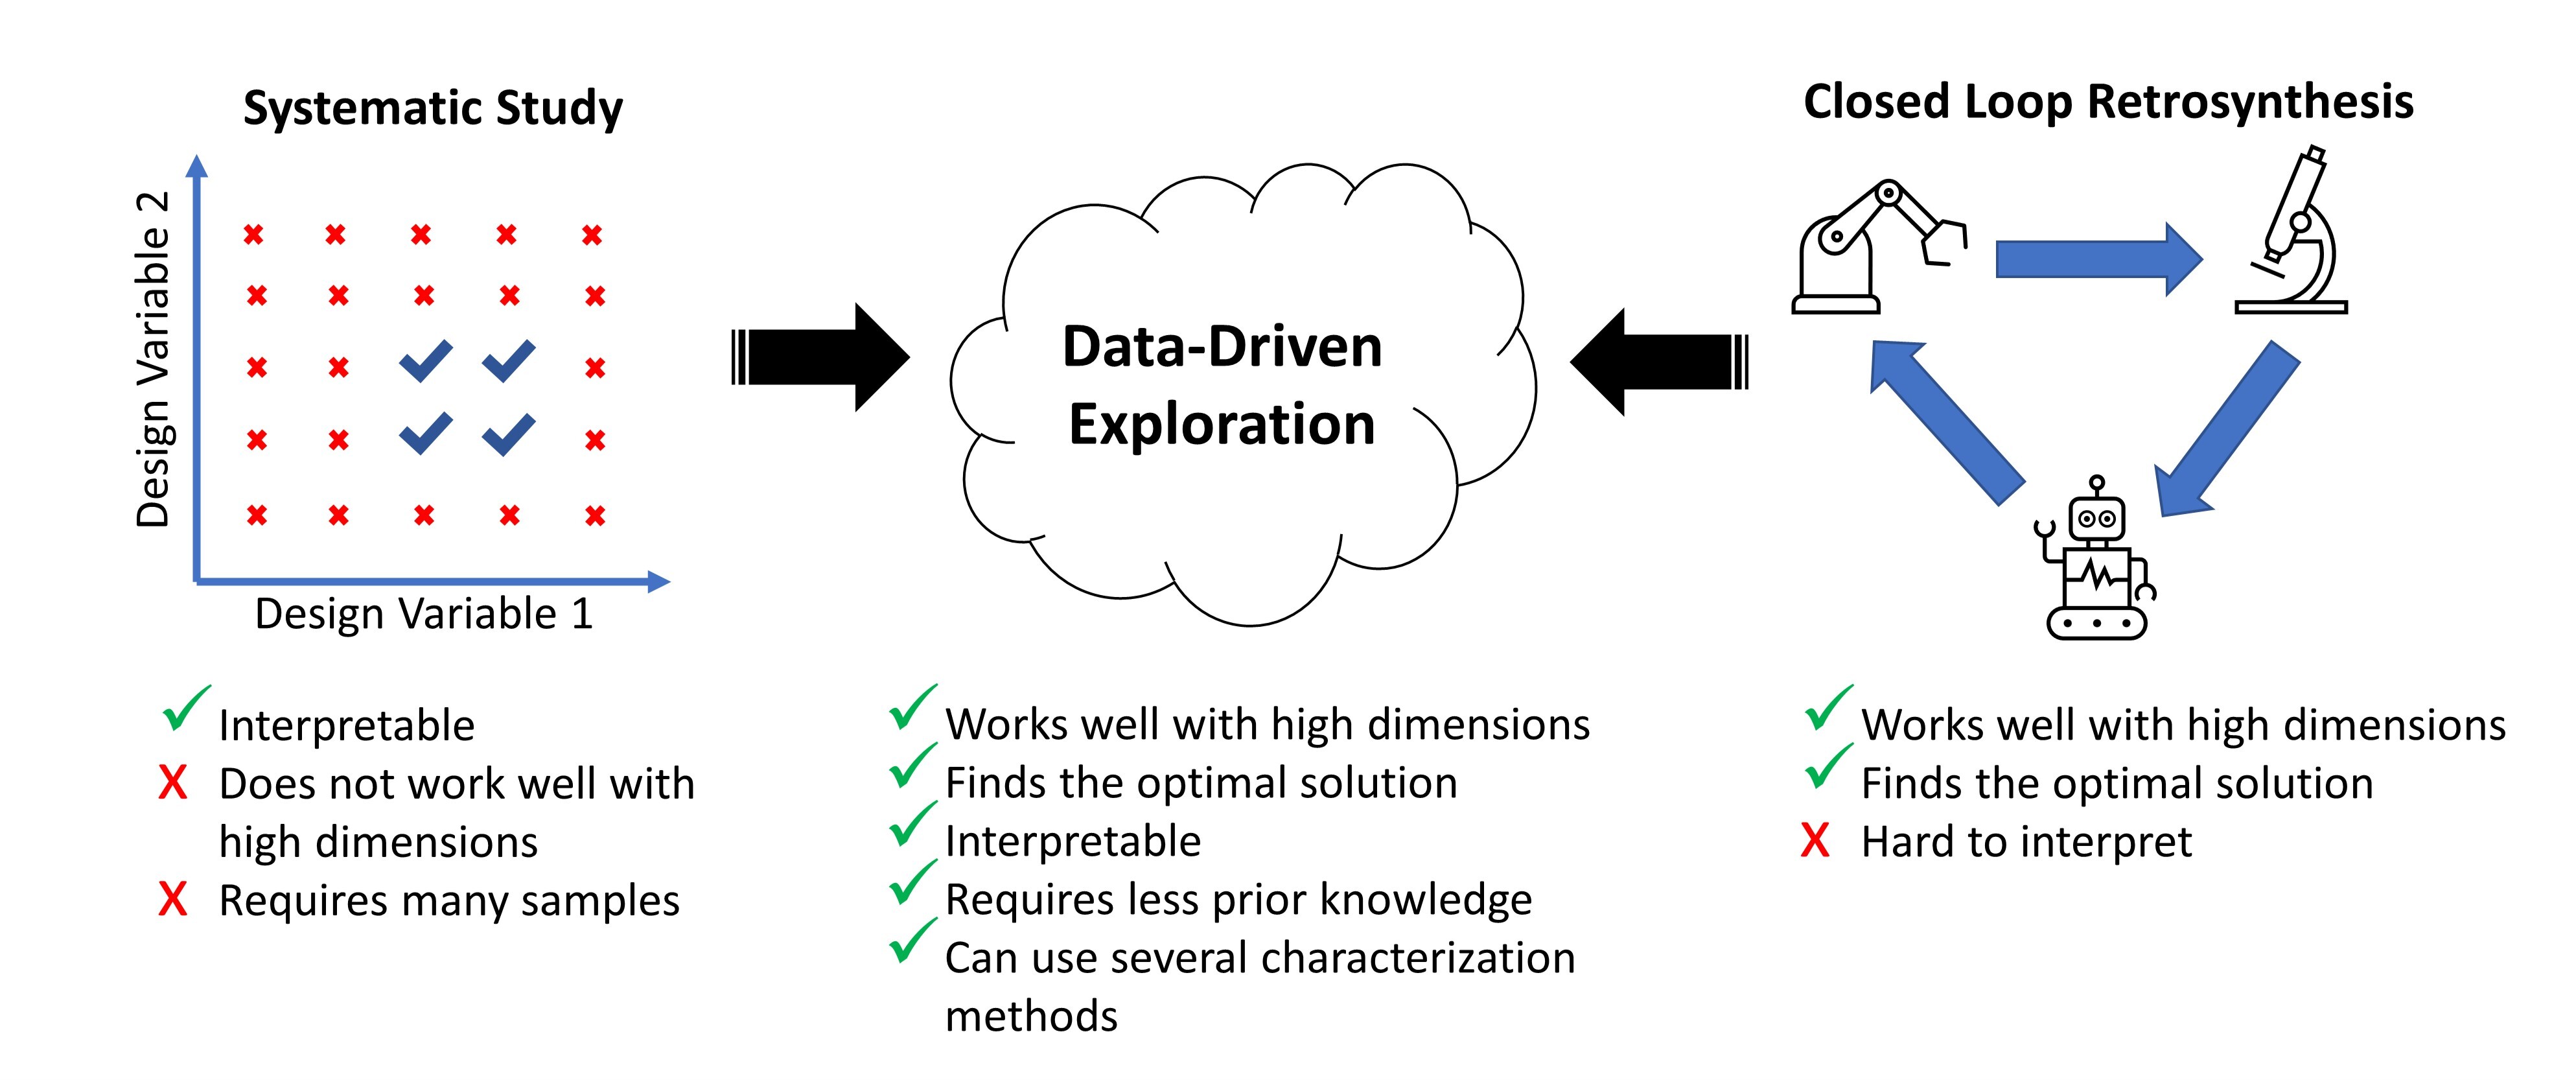 Systematic Study
Design Variable 2
Design Variable 1
Interpretable
X Does not work well with
high dimensions
X Requires many samples
Data-Driven
Exploration
Works well with high dimensions
Finds the optimal solution
Interpretable
Requires less prior knowledge
Can use several characterization
methods
Closed Loop Retrosynthesis
Works well with high dimensions
Finds the optimal solution
X Hard to interpret